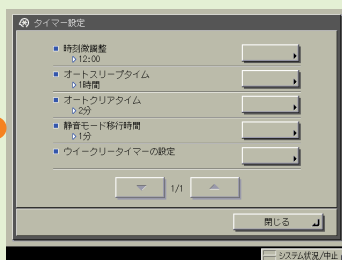 タイマー設定
時刻微調整
12:00
オートスリープタイム
1時間
オートクリアタイム
2分
静音モード移行時間
1分
ウイークリータイマーの設定
1/1
閉じる
システム状況/中止